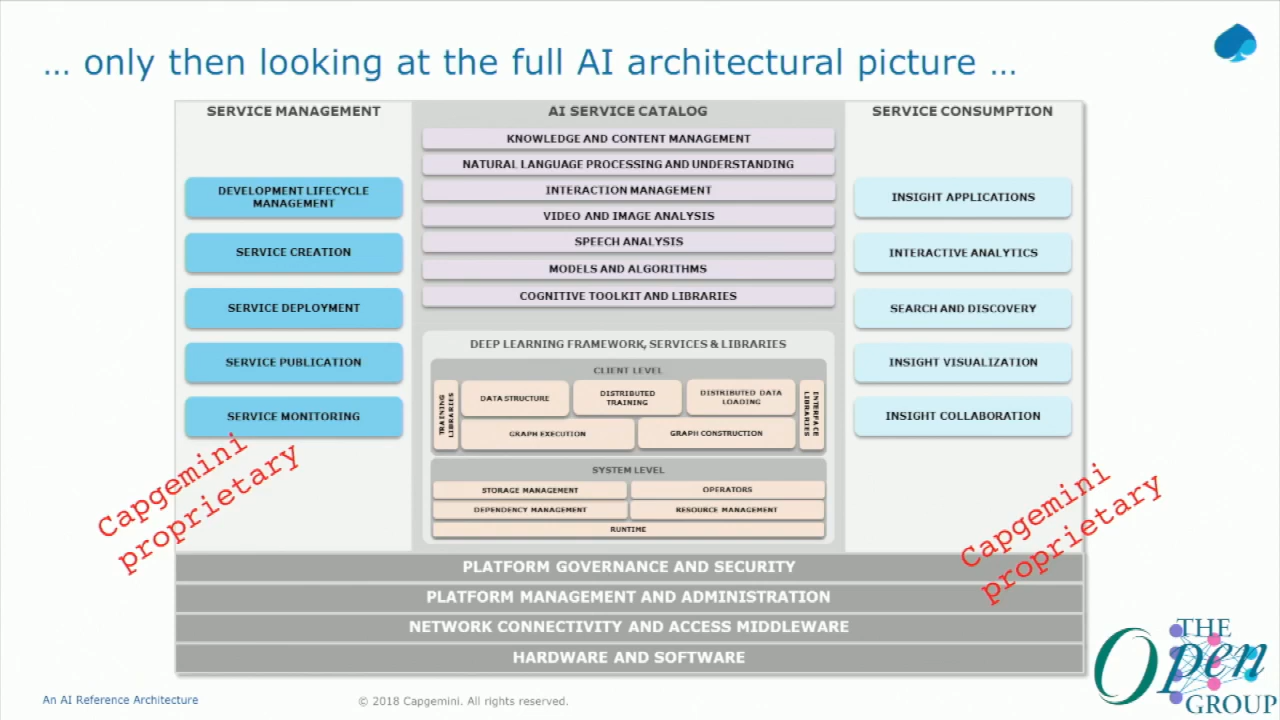 … only then looking at the full AI architectural picture …
SERVICE MANAGEMENT
DEVELOPMENT LIFECYCLE
MANAGEMENT
SERVICE CREATION
SERVICE DEPLOYMENT
SERVICE PUBLICATION
SERVICE MONITORING
AI SERVICE CATALOG
KNOWLEDGE AND CONTENT MANAGEMENT
NATURAL LANGUAGE PROCESSING AND UNDERSTANDING
INTERACTION MANAGEMENT
VIDEO AND IMAGE ANALYSIS
SPEECH ANALYSIS
MODELS AND ALGORITHMS
COGNITIVE TOOLKIT AND LIBRARIES
DEEP LEARNING FRAMEWORK, SERVICES & LIBRARIES
CLIENT LEVEL
TRAINING
LIBRARIES
DATA STRUCTURE
DISTRIBUTED
TRAINING
DISTRIBUTED DATA
LOADING
GRAPH EXECUTION
GRAPH CONSTRUCTION
INTERFACE
LIBRARIES
SYSTEM LEVEL
STORAGE MANAGEMENT
OPERATORS
DEPENDENCY MANAGEMENT
RESOURCE MANAGEMENT
RUNTIME
SERVICE CONSUMPTION
INSIGHT APPLICATIONS
INTERACTIVE ANALYTICS
SEARCH AND DISCOVERY
INSIGHT VISUALIZATION
INSIGHT COLLABORATION
Capgemini
proprietary
Capgemini
proprietary
PLATFORM GOVERNANCE AND SECURITY
PLATFORM MANAGEMENT AND ADMINISTRATION
NETWORK CONNECTIVITY AND ACCESS MIDDLEWARE
HARDWARE AND SOFTWARE
An AI Reference Architecture
© 2018 Capgemini. All rights reserved.
THE
Open
GROUP